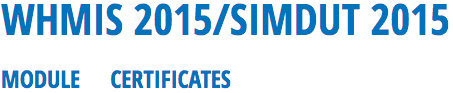 WHMIS 2015/SIMDUT 2015
MODULE CERTIFICATES